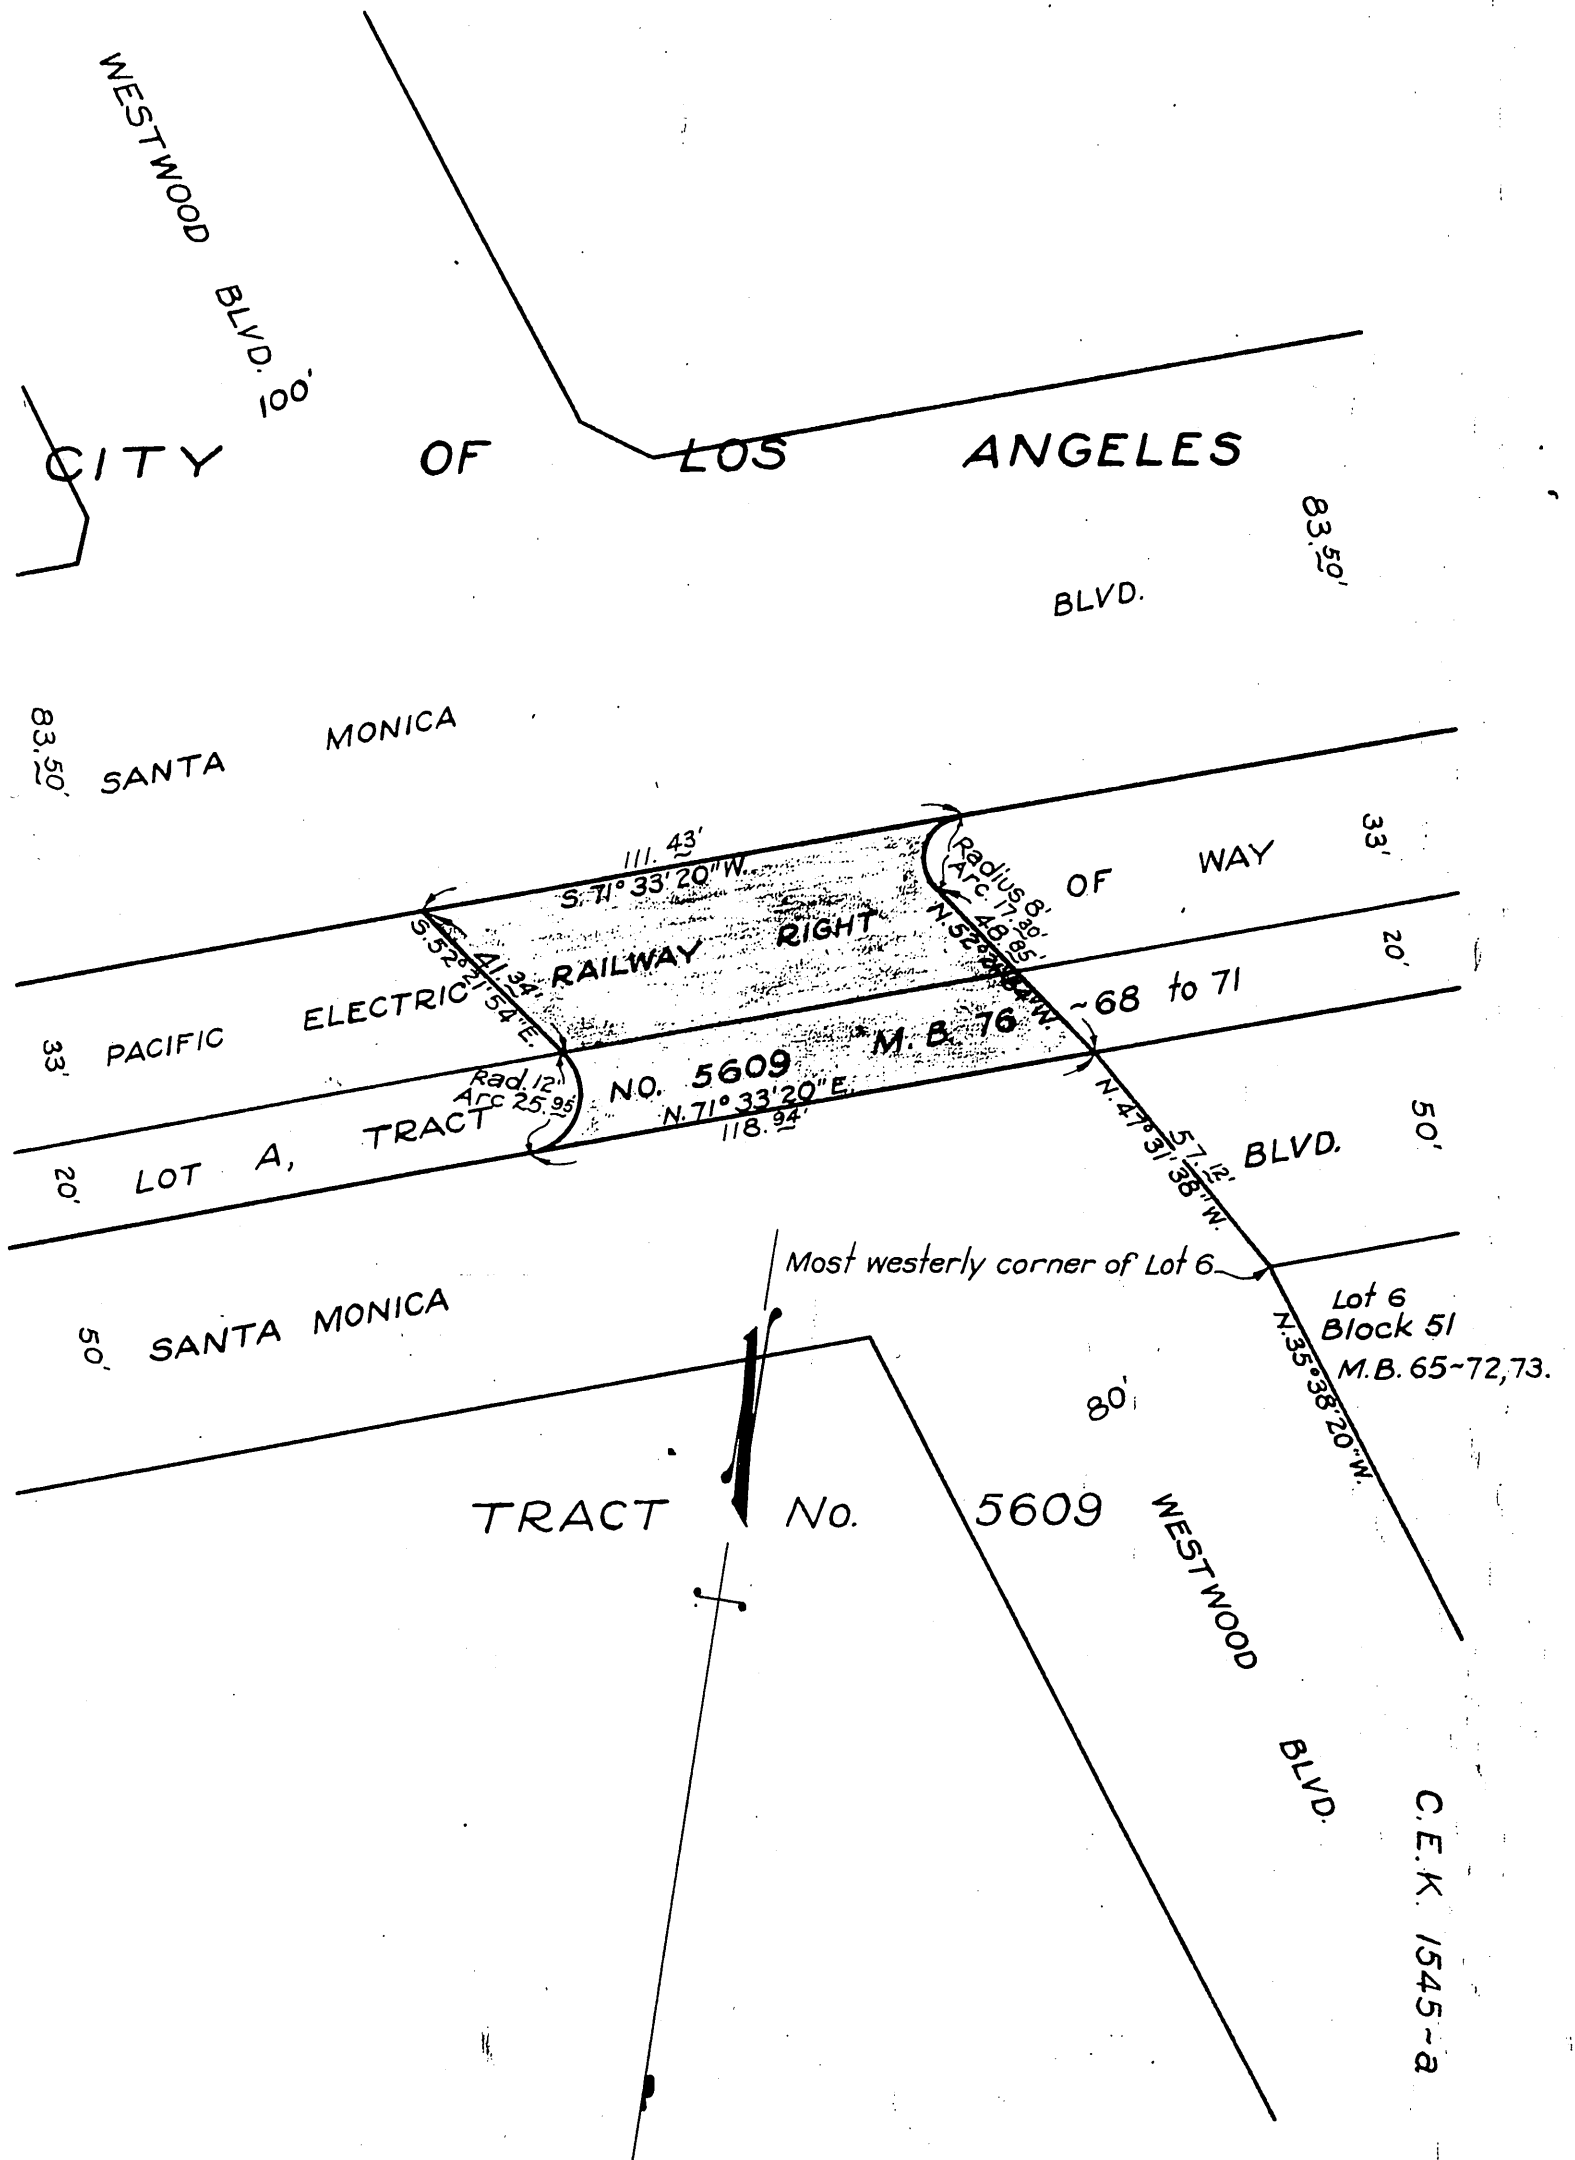 WESTWOOD BLVD. 100'
CITY OF LOS ANGELES
83.50'
BLVD.
83.50'
SANTA MONICA
111.43'
S. 71° 33' 20" W.
Radius 8'
Arc 17.20'
33'
PACIFIC ELECTRIC RAILWAY RIGHT OF WAY
33'
S. 52° 21' 54" E.
41.34'
48.85'
N. 52° 21' 54" W.
20'
Rad. 12'
Arc 25.95'
LOT A, TRACT NO. 5609 M. B. 76 ~68 to 71
20'
N. 71° 33' 20" E.
118.94'
N. 47° 31' 38" W.
57.12'
BLVD.
50'
Most westerly corner of Lot 6
Lot 6
Block 51
M.B. 65~72,73.
N. 35° 38' 20" W.
SANTA MONICA
50'
80'
TRACT No. 5609
WESTWOOD BLVD.
C.E.K. 1545~a